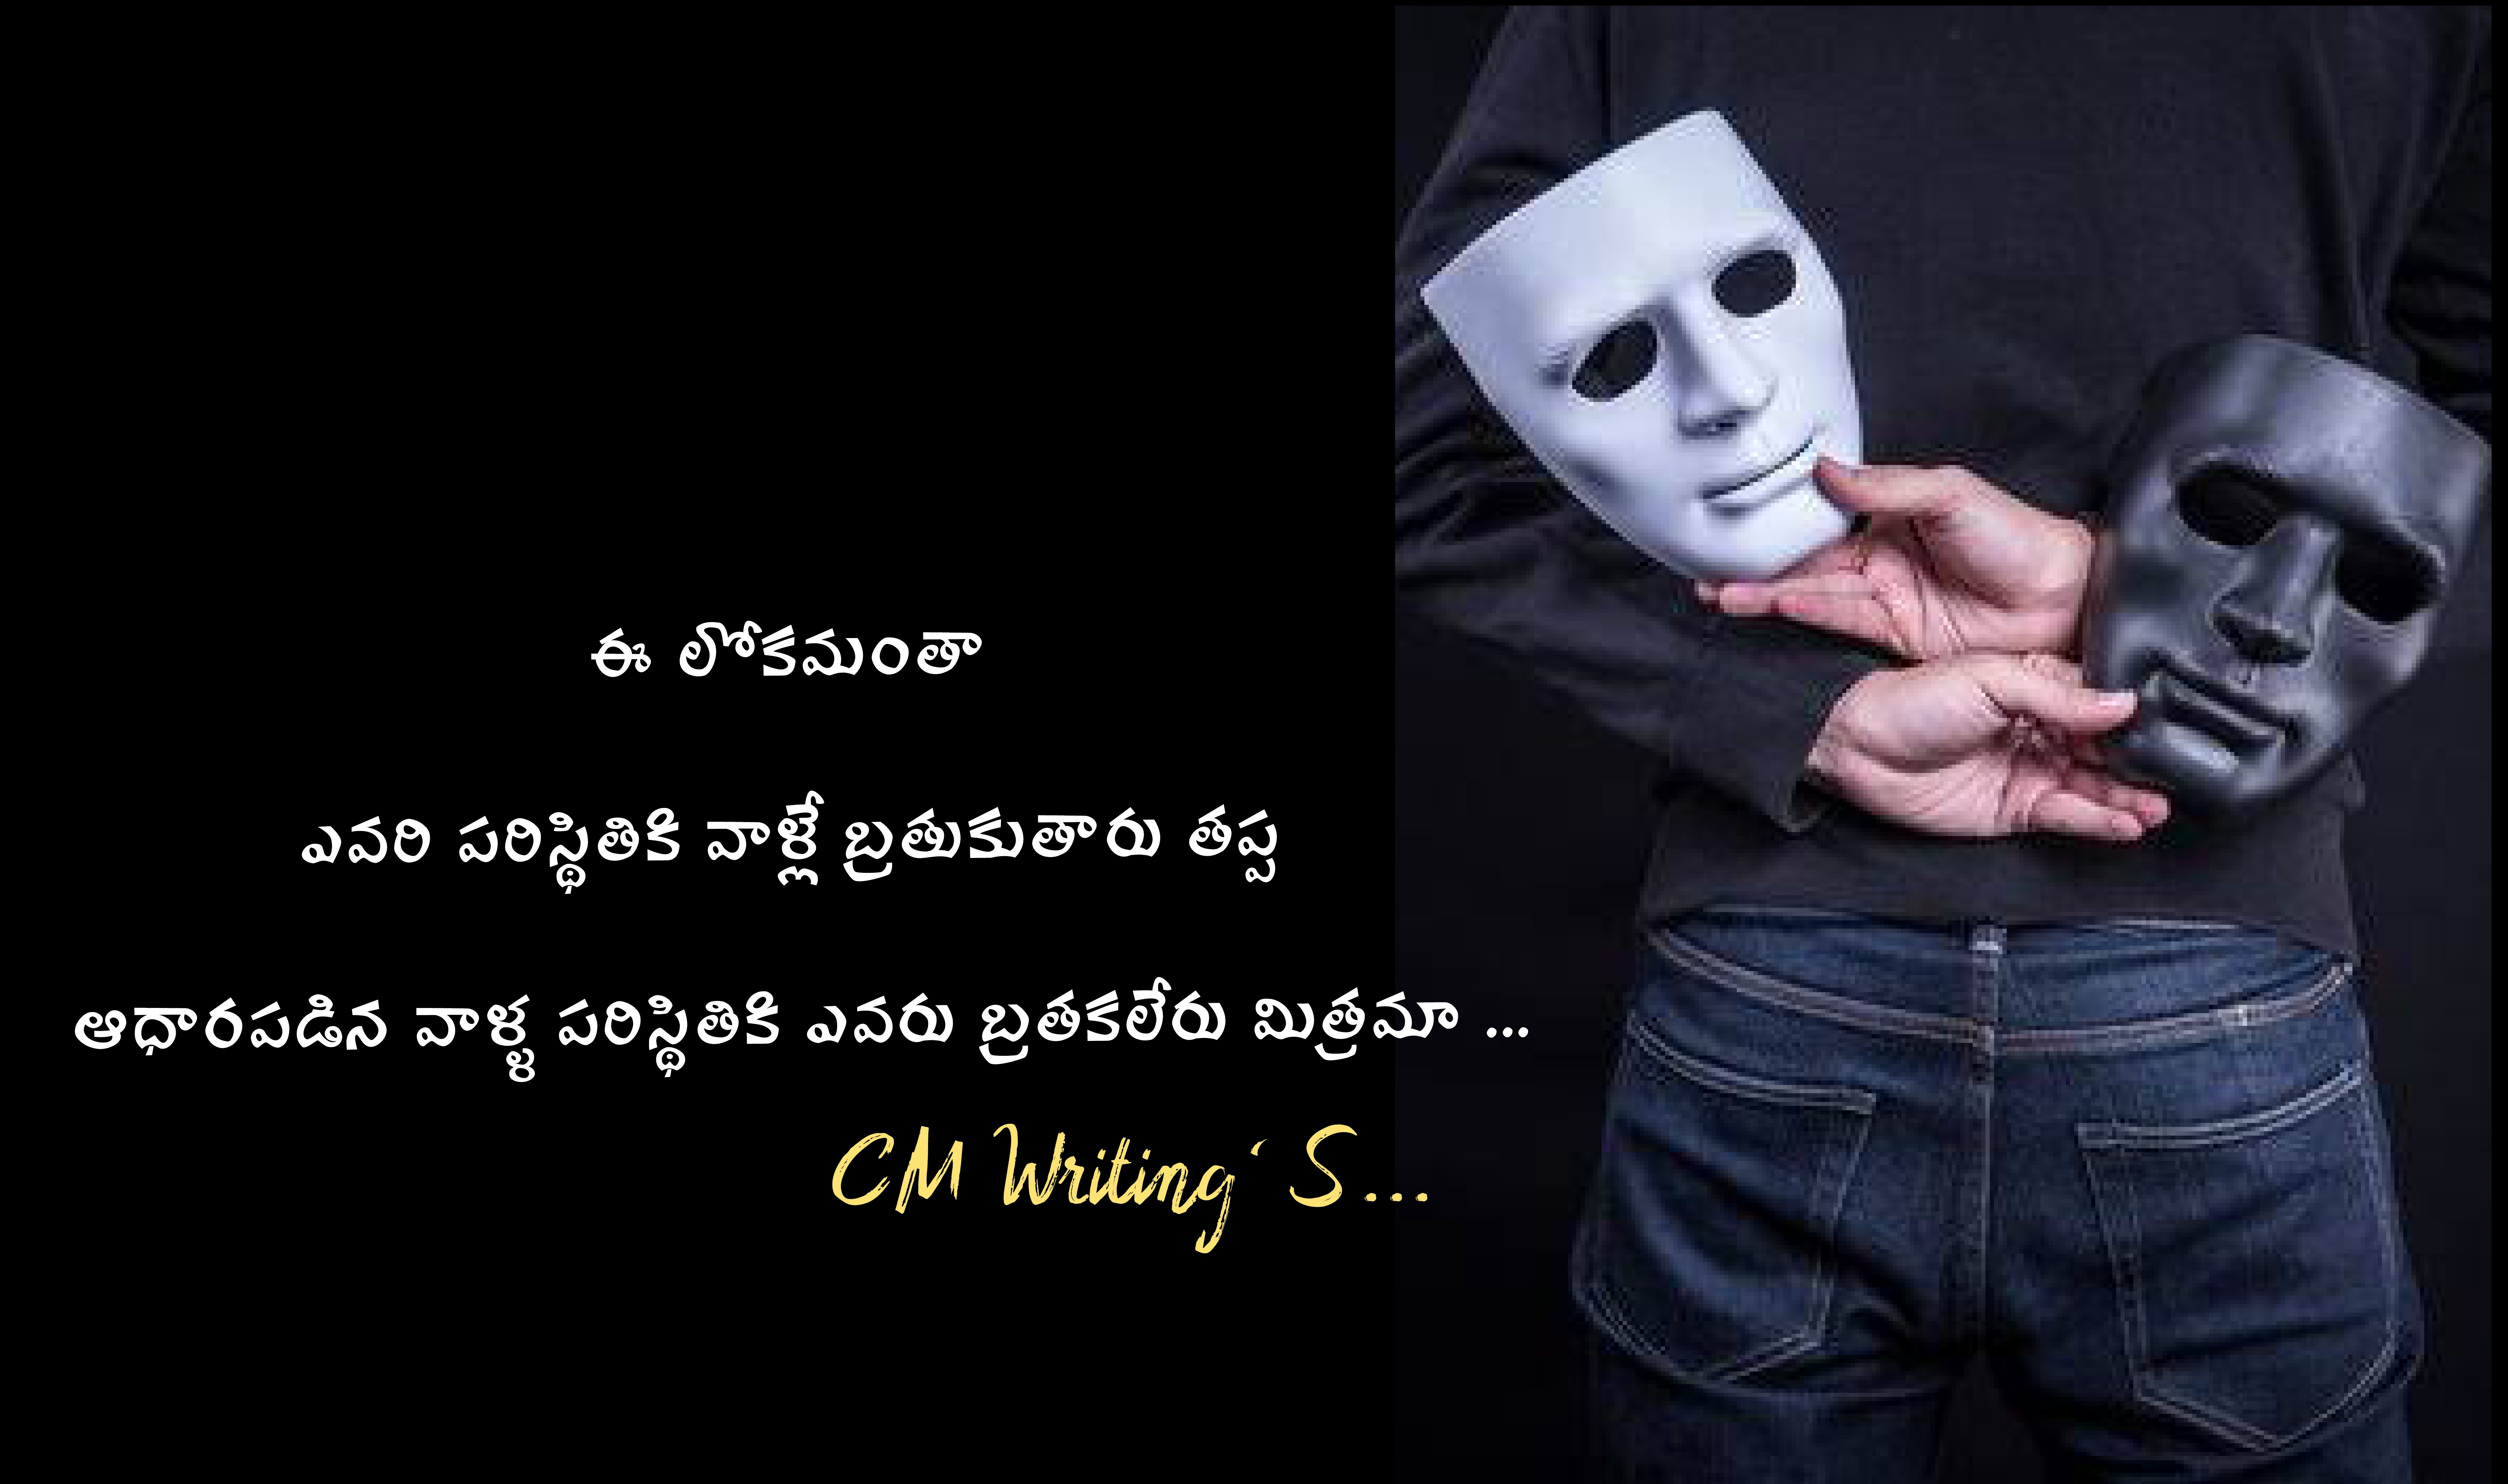 ఈ లోకమంతా
ఎవరి పరిస్థితికి వాళ్లే బ్రతుకుతారు తప్ప
ఆధారపడిన వాళ్ళ పరిస్థితికి ఎవరు బ్రతకలేరు మిత్రమా ...
CM Writing ' S...